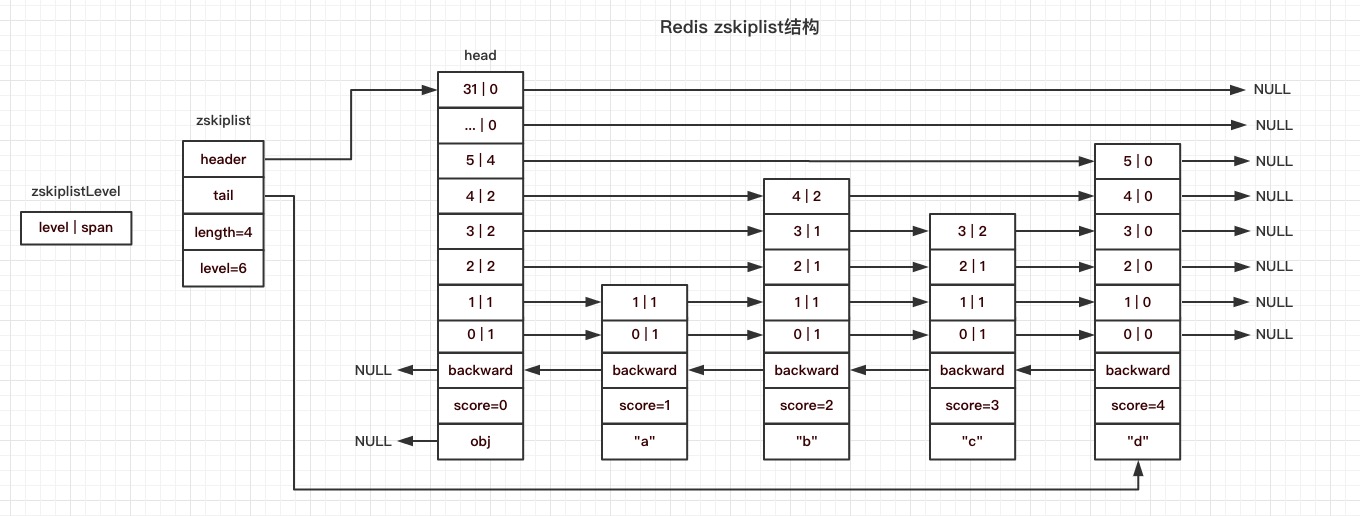 Redis zskiplist结构
head
31 | 0
NULL
... | 0
NULL
zskiplist
header
tail
length=4
level=6
zskiplistLevel
level | span
5 | 4
5 | 0
NULL
4 | 2
4 | 2
4 | 0
NULL
3 | 2
3 | 1
3 | 2
3 | 0
NULL
2 | 2
2 | 1
2 | 1
2 | 0
NULL
1 | 1
1 | 1
1 | 1
1 | 1
1 | 0
NULL
0 | 1
0 | 1
0 | 1
0 | 1
0 | 0
NULL
NULL
backward
backward
backward
backward
backward
score=0
score=1
score=2
score=3
score=4
NULL
obj
"a"
"b"
"c"
"d"